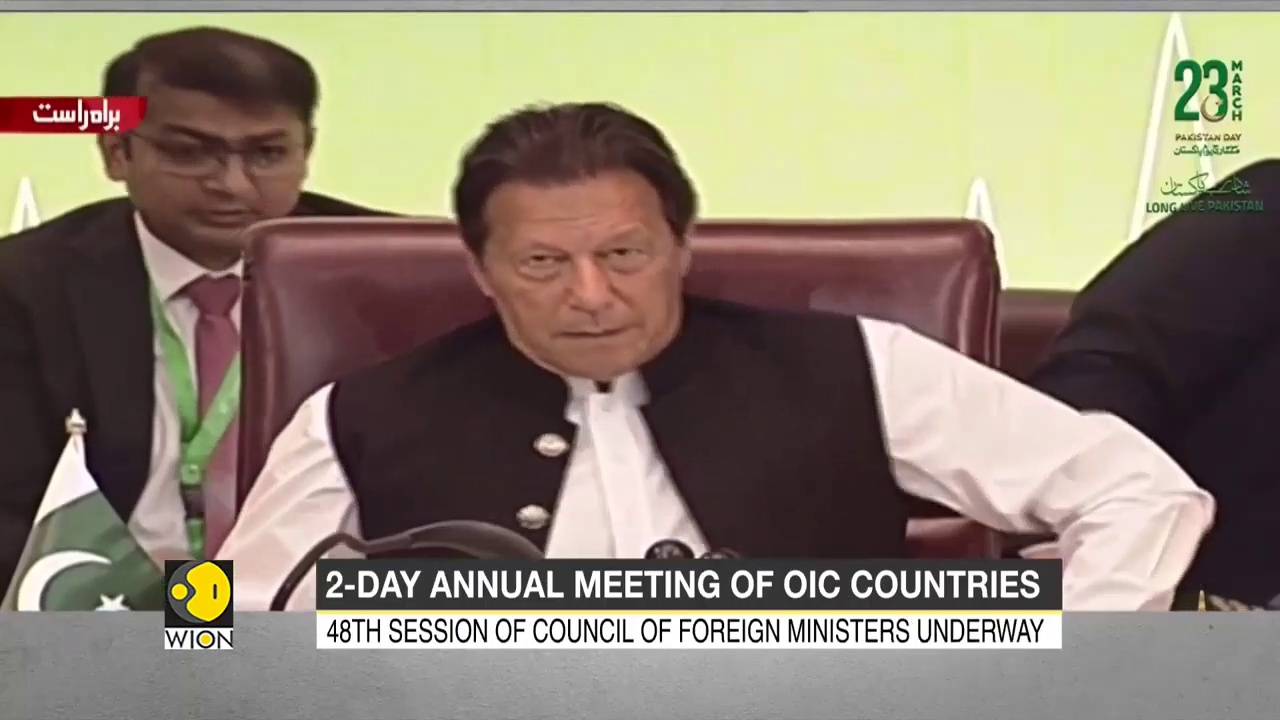 براہ راست
23
MARCH
PAKISTAN DAY
LONG LIVE PAKISTAN
2-DAY ANNUAL MEETING OF OIC COUNTRIES
48TH SESSION OF COUNCIL OF FOREIGN MINISTERS UNDERWAY
WION